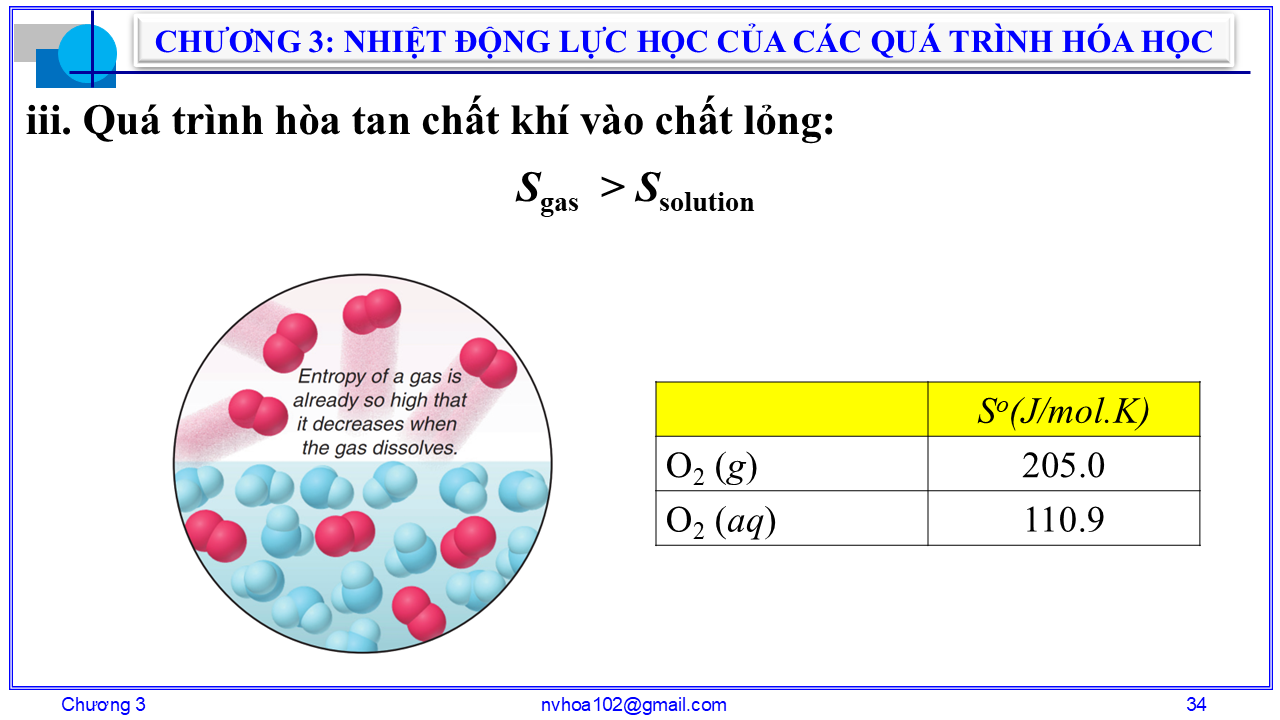 CHƯƠNG 3: NHIỆT ĐỘNG LỰC HỌC CỦA CÁC QUÁ TRÌNH HÓA HỌC
iii. Quá trình hòa tan chất khí vào chất lỏng:
Sgas > Ssolution
Entropy of a gas is
already so high that
it decreases when
the gas dissolves.
Sᵒ(J/mol.K)
O₂ (g) 205.0
O₂ (aq) 110.9
Chương 3 nvhoa102@gmail.com 34